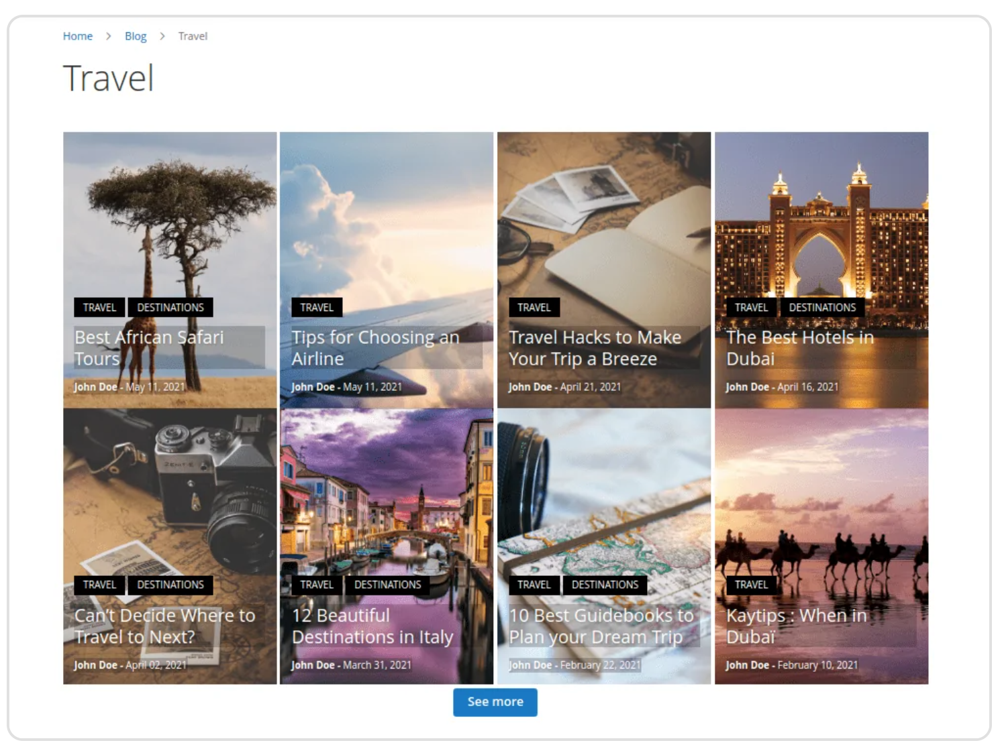 Home > Blog > Travel
Travel
TRAVEL DESTINATIONS
Best African Safari
Tours
John Doe - May 11, 2021
TRAVEL
Tips for Choosing an
Airline
John Doe - May 11, 2021
TRAVEL
Travel Hacks to Make
Your Trip a Breeze
John Doe - April 21, 2021
TRAVEL DESTINATIONS
The Best Hotels in
Dubai
John Doe - April 16, 2021
ZENIT-E
TRAVEL DESTINATIONS
Can't Decide Where to
Travel to Next?
John Doe - April 02, 2021
TRAVEL DESTINATIONS
12 Beautiful
Destinations in Italy
John Doe - March 31, 2021
TRAVEL DESTINATIONS
10 Best Guidebooks to
Plan your Dream Trip
John Doe - February 22, 2021
TRAVEL
Kaytips : When in
Dubaï
John Doe - February 10, 2021
See more